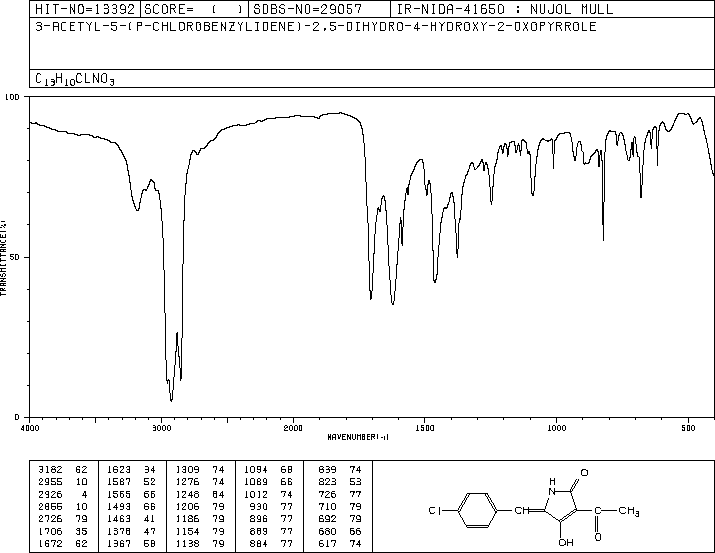 HIT-NO=13392 SCORE= ( ) SDBS-NO=29057 IR-NIDA-41650 : NUJOL MULL
3-ACETYL-5-(P-CHLOROBENZYLIDENE)-2,5-DIHYDRO-4-HYDROXY-2-OXOPYRROLE
C13H10CLNO3
100
50
0
TRANSMITTANCE(%)
4000 3000 2000 1500 1000 500
WAVENUMBER(-1)
3182 62 1623 34 1309 74 1094 68 839 74
2955 10 1587 52 1276 74 1089 66 823 53
2926 4 1565 66 1248 64 1012 74 726 77
2855 10 1493 66 1206 79 930 77 710 79
2726 79 1463 41 1186 79 896 77 692 79
1706 35 1378 47 1154 79 889 77 680 66
1672 62 1367 60 1138 79 884 77 617 74
O
H
N
Cl
CH
C
CH3
O
OH